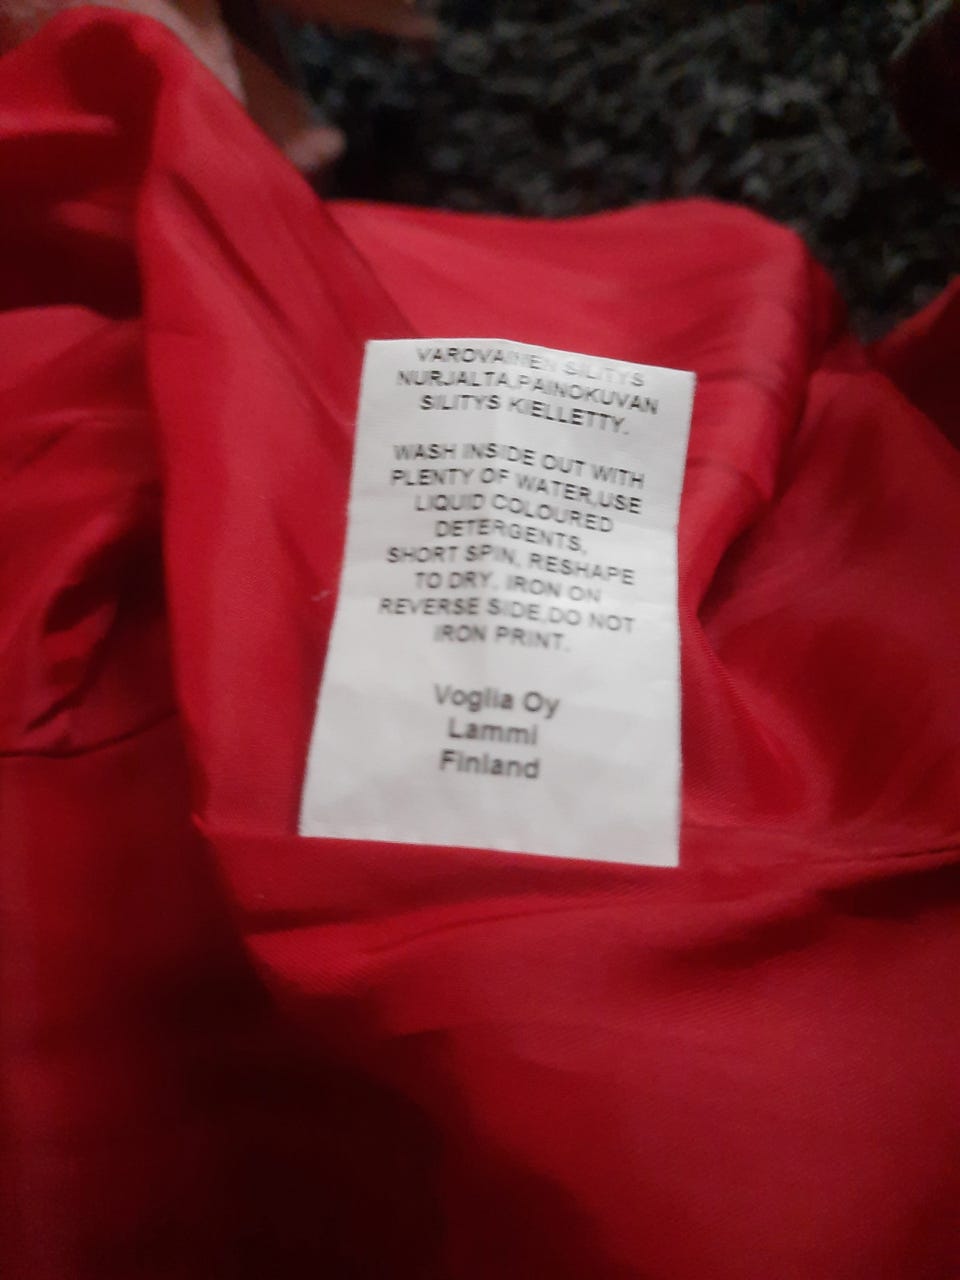 VAROVAINEN SILITYS
NURJALTA,PAINOKUVAN
SILITYS KIELLETTY.
WASH INSIDE OUT WITH
PLENTY OF WATER,USE
LIQUID COLOURED
DETERGENTS,
SHORT SPIN, RESHAPE
TO DRY. IRON ON
REVERSE SIDE,DO NOT
IRON PRINT.
Voglia Oy
Lammi
Finland